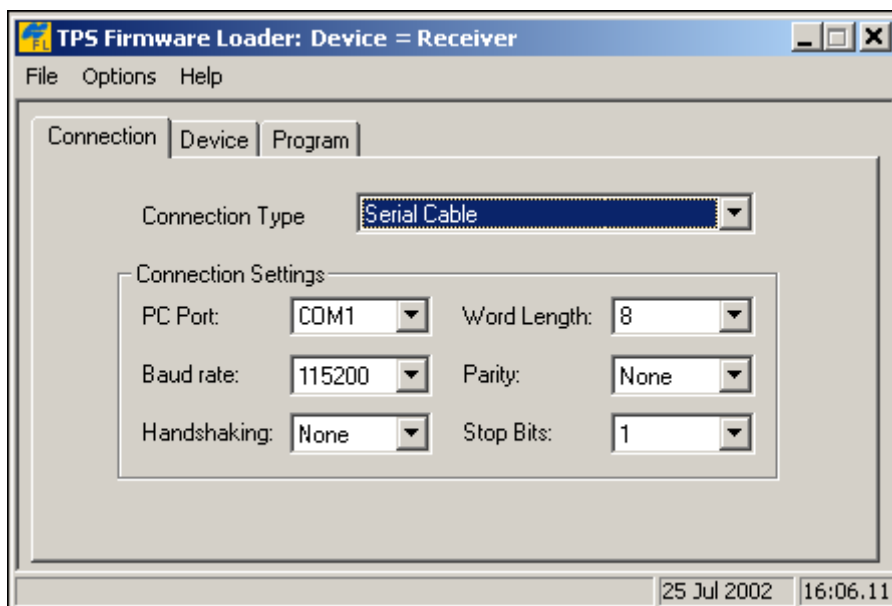 TPS Firmware Loader: Device = Receiver
File Options Help
Connection Device Program
Connection Type Serial Cable
Connection Settings
PC Port: COM1 Word Length: 8
Baud rate: 115200 Parity: None
Handshaking: None Stop Bits: 1
25 Jul 2002 16:06.11